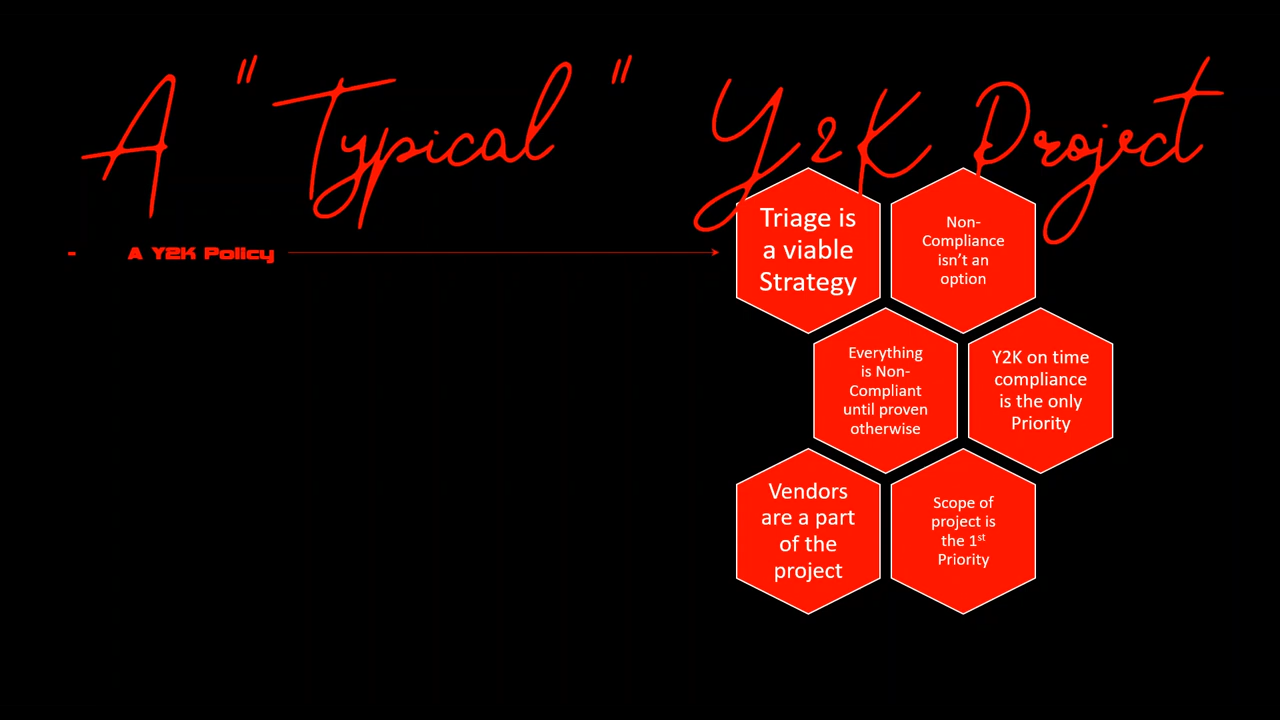 A "Typical" Y2K Project
- A Y2K Policy
Triage is
a viable
Strategy
Non-
Compliance
isn't an
option
Everything
is Non-
Compliant
until proven
otherwise
Y2K on time
compliance
is the only
Priority
Vendors
are a part
of the
project
Scope of
project is
the 1st
Priority